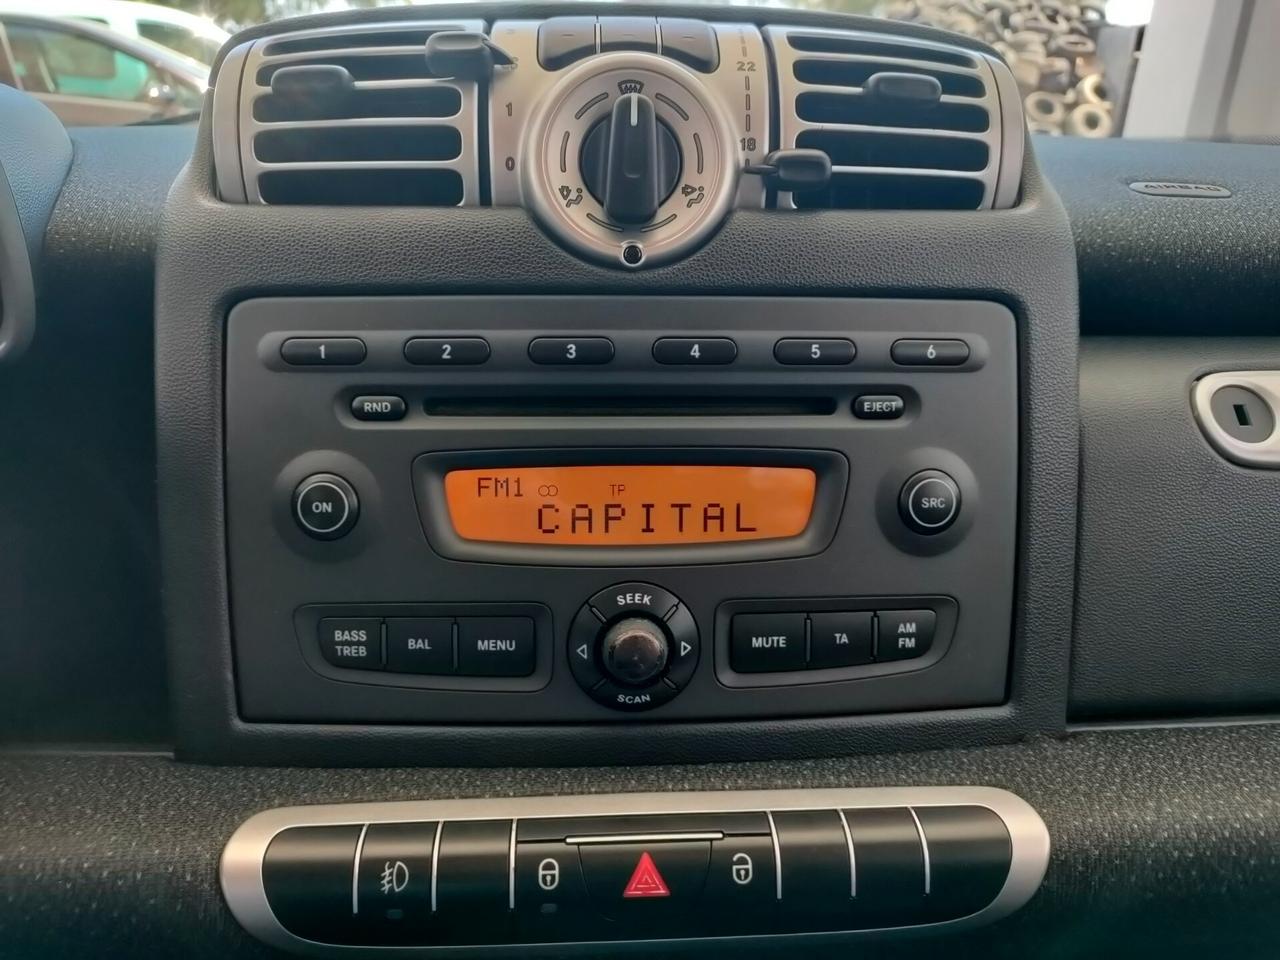 22
1
18
0
AIRBAG
1 2 3 4 5 6
RND EJECT
FM1 TP
CAPITAL
ON
SRC
SEEK
BASS
TREB
BAL
MENU
MUTE
TA
AM
FM
SCAN